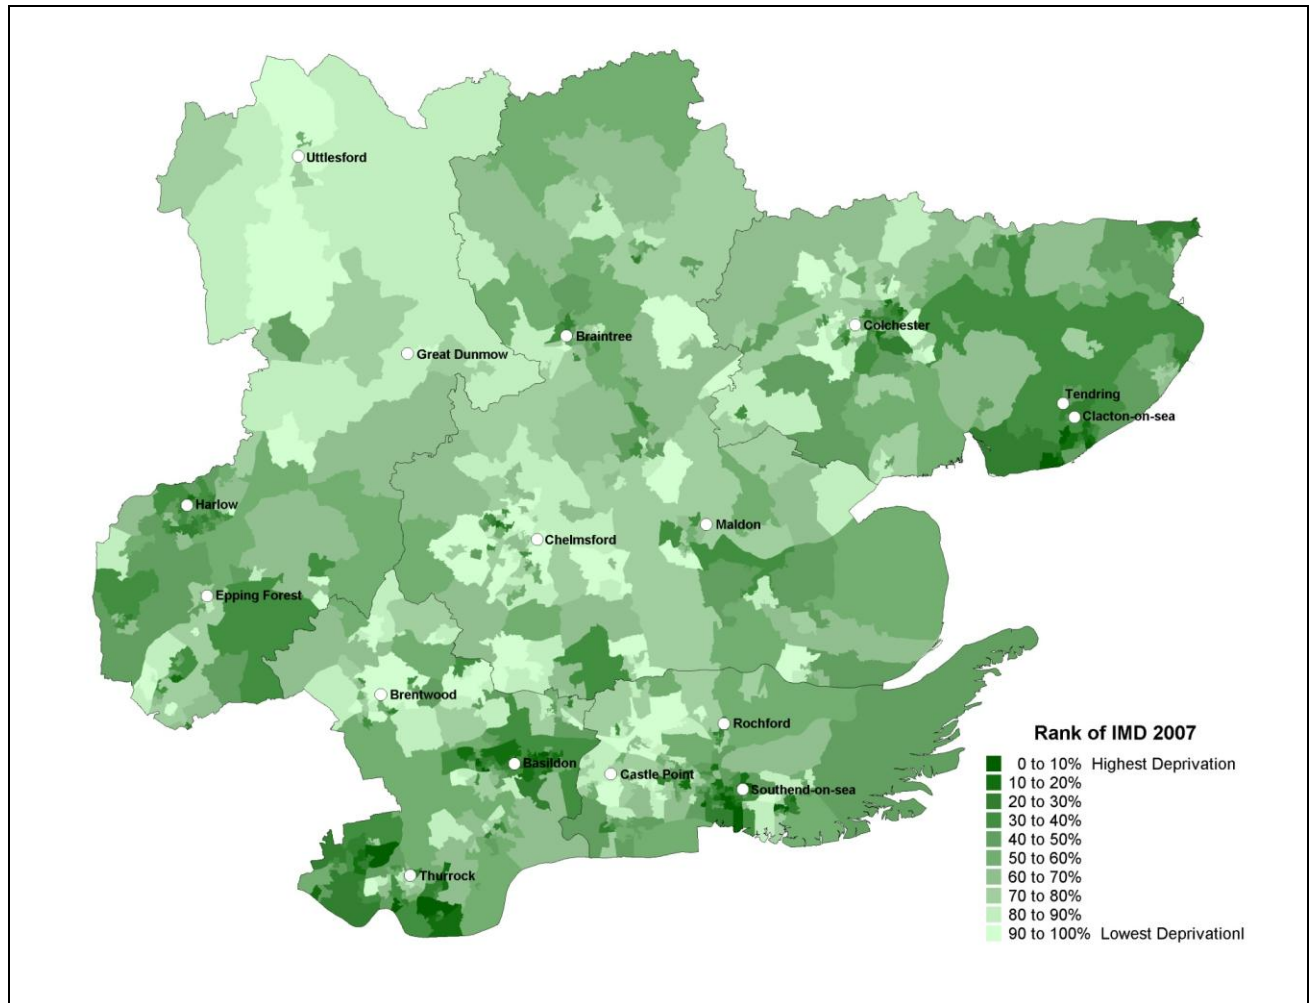 Uttlesford
Great Dunmow
Braintree
Colchester
Tendring
Clacton-on-sea
Harlow
Maldon
Chelmsford
Epping Forest
Brentwood
Rochford
Basildon
Castle Point
Southend-on-sea
Thurrock
Rank of IMD 2007
0 to 10% Highest Deprivation
10 to 20%
20 to 30%
30 to 40%
40 to 50%
50 to 60%
60 to 70%
70 to 80%
80 to 90%
90 to 100% Lowest Deprivationl